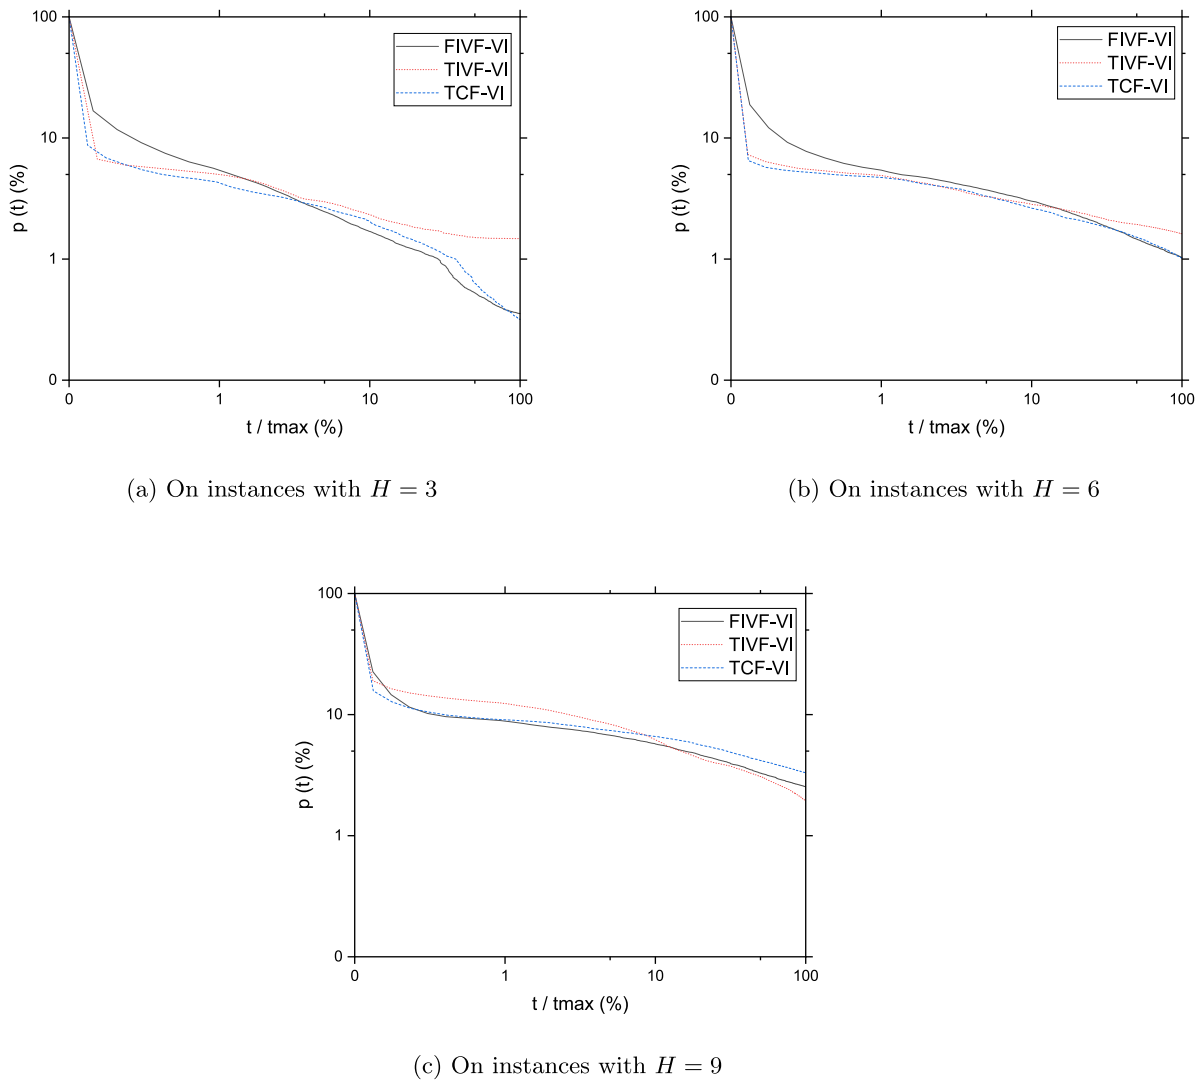 100
10
1
0
p (t) (%)
FIVF-VI
TIVF-VI
TCF-VI
0 1 10 100
t / tmax (%)
(a) On instances with H = 3
100
10
1
0
p (t) (%)
FIVF-VI
TIVF-VI
TCF-VI
0 1 10 100
t / tmax (%)
(b) On instances with H = 6
100
10
1
0
p (t) (%)
FIVF-VI
TIVF-VI
TCF-VI
0 1 10 100
t / tmax (%)
(c) On instances with H = 9